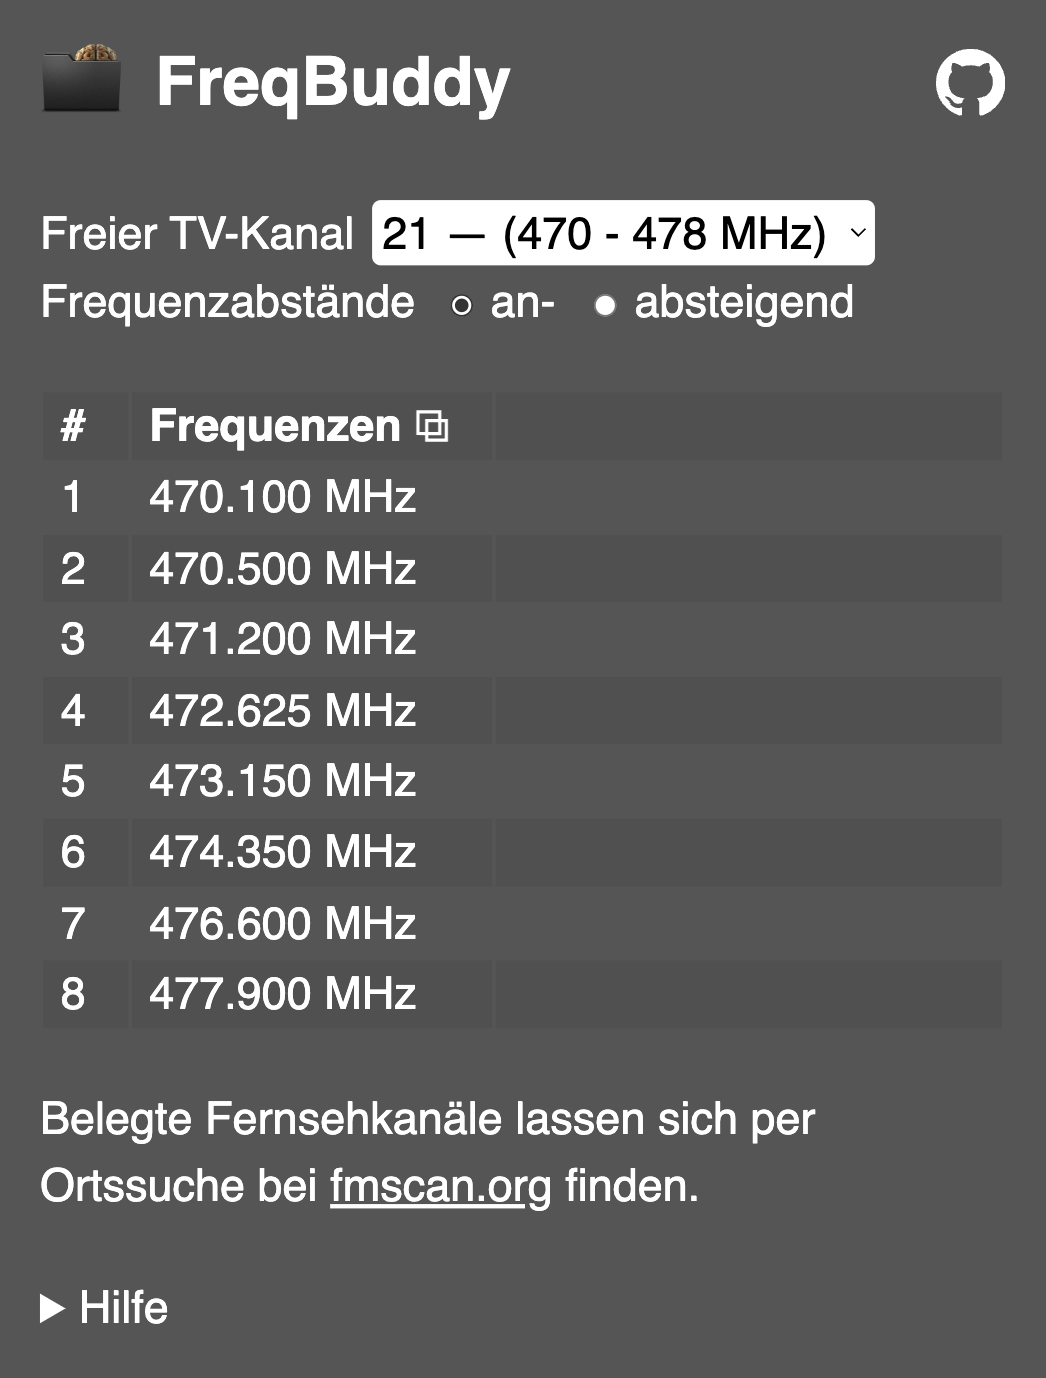 FreqBuddy
Freier TV-Kanal 21 — (470 - 478 MHz)
Frequenzabstände an- absteigend
# Frequenzen
1 470.100 MHz
2 470.500 MHz
3 471.200 MHz
4 472.625 MHz
5 473.150 MHz
6 474.350 MHz
7 476.600 MHz
8 477.900 MHz
Belegte Fernsehkanäle lassen sich per
Ortssuche bei fmscan.org finden.
Hilfe